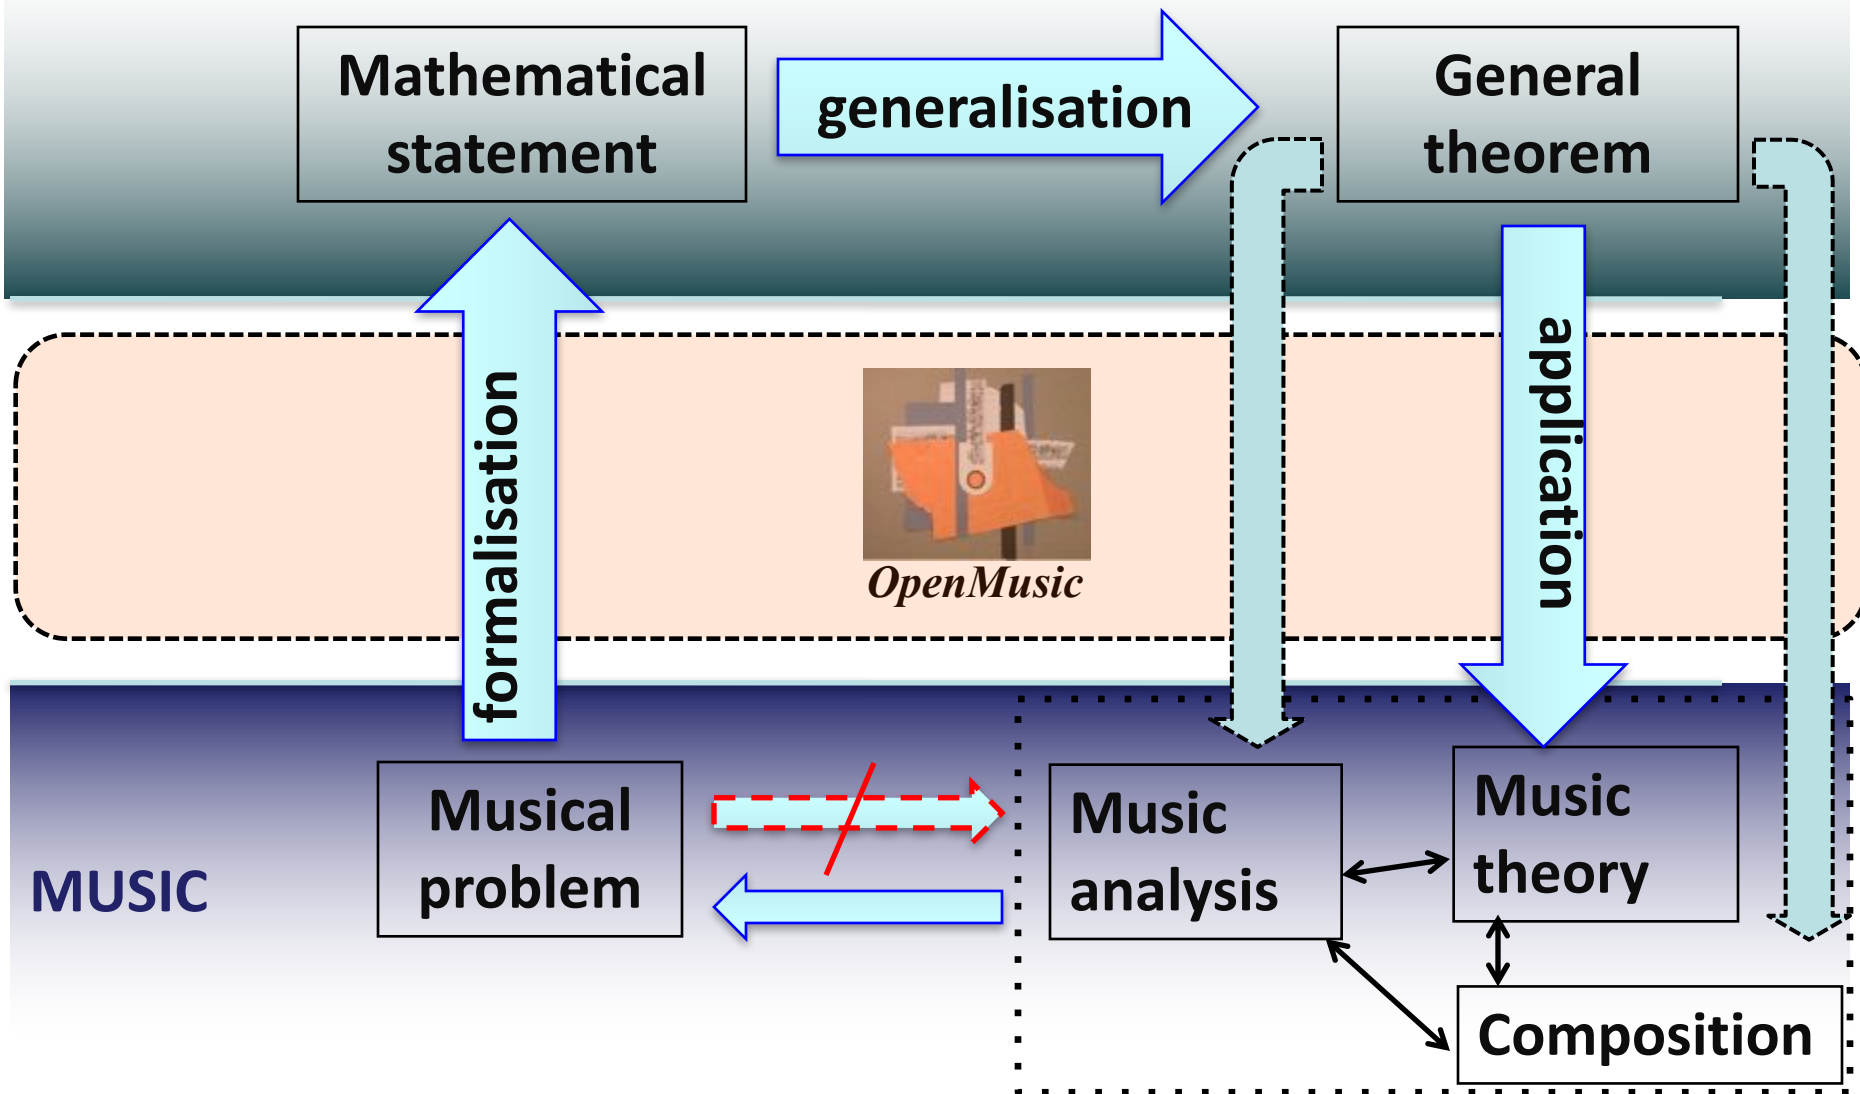 Mathematical
statement
generalisation
General
theorem
formalisation
OpenMusic
application
MUSIC
Musical
problem
Music
analysis
Music
theory
Composition